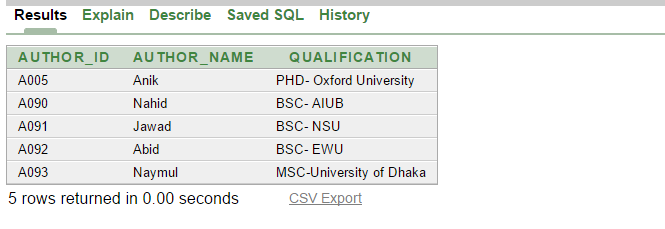 Results Explain Describe Saved SQL History
AUTHOR_ID AUTHOR_NAME QUALIFICATION
A005 Anik PHD- Oxford University
A090 Nahid BSC- AIUB
A091 Jawad BSC- NSU
A092 Abid BSC- EWU
A093 Naymul MSC-University of Dhaka
5 rows returned in 0.00 seconds CSV Export